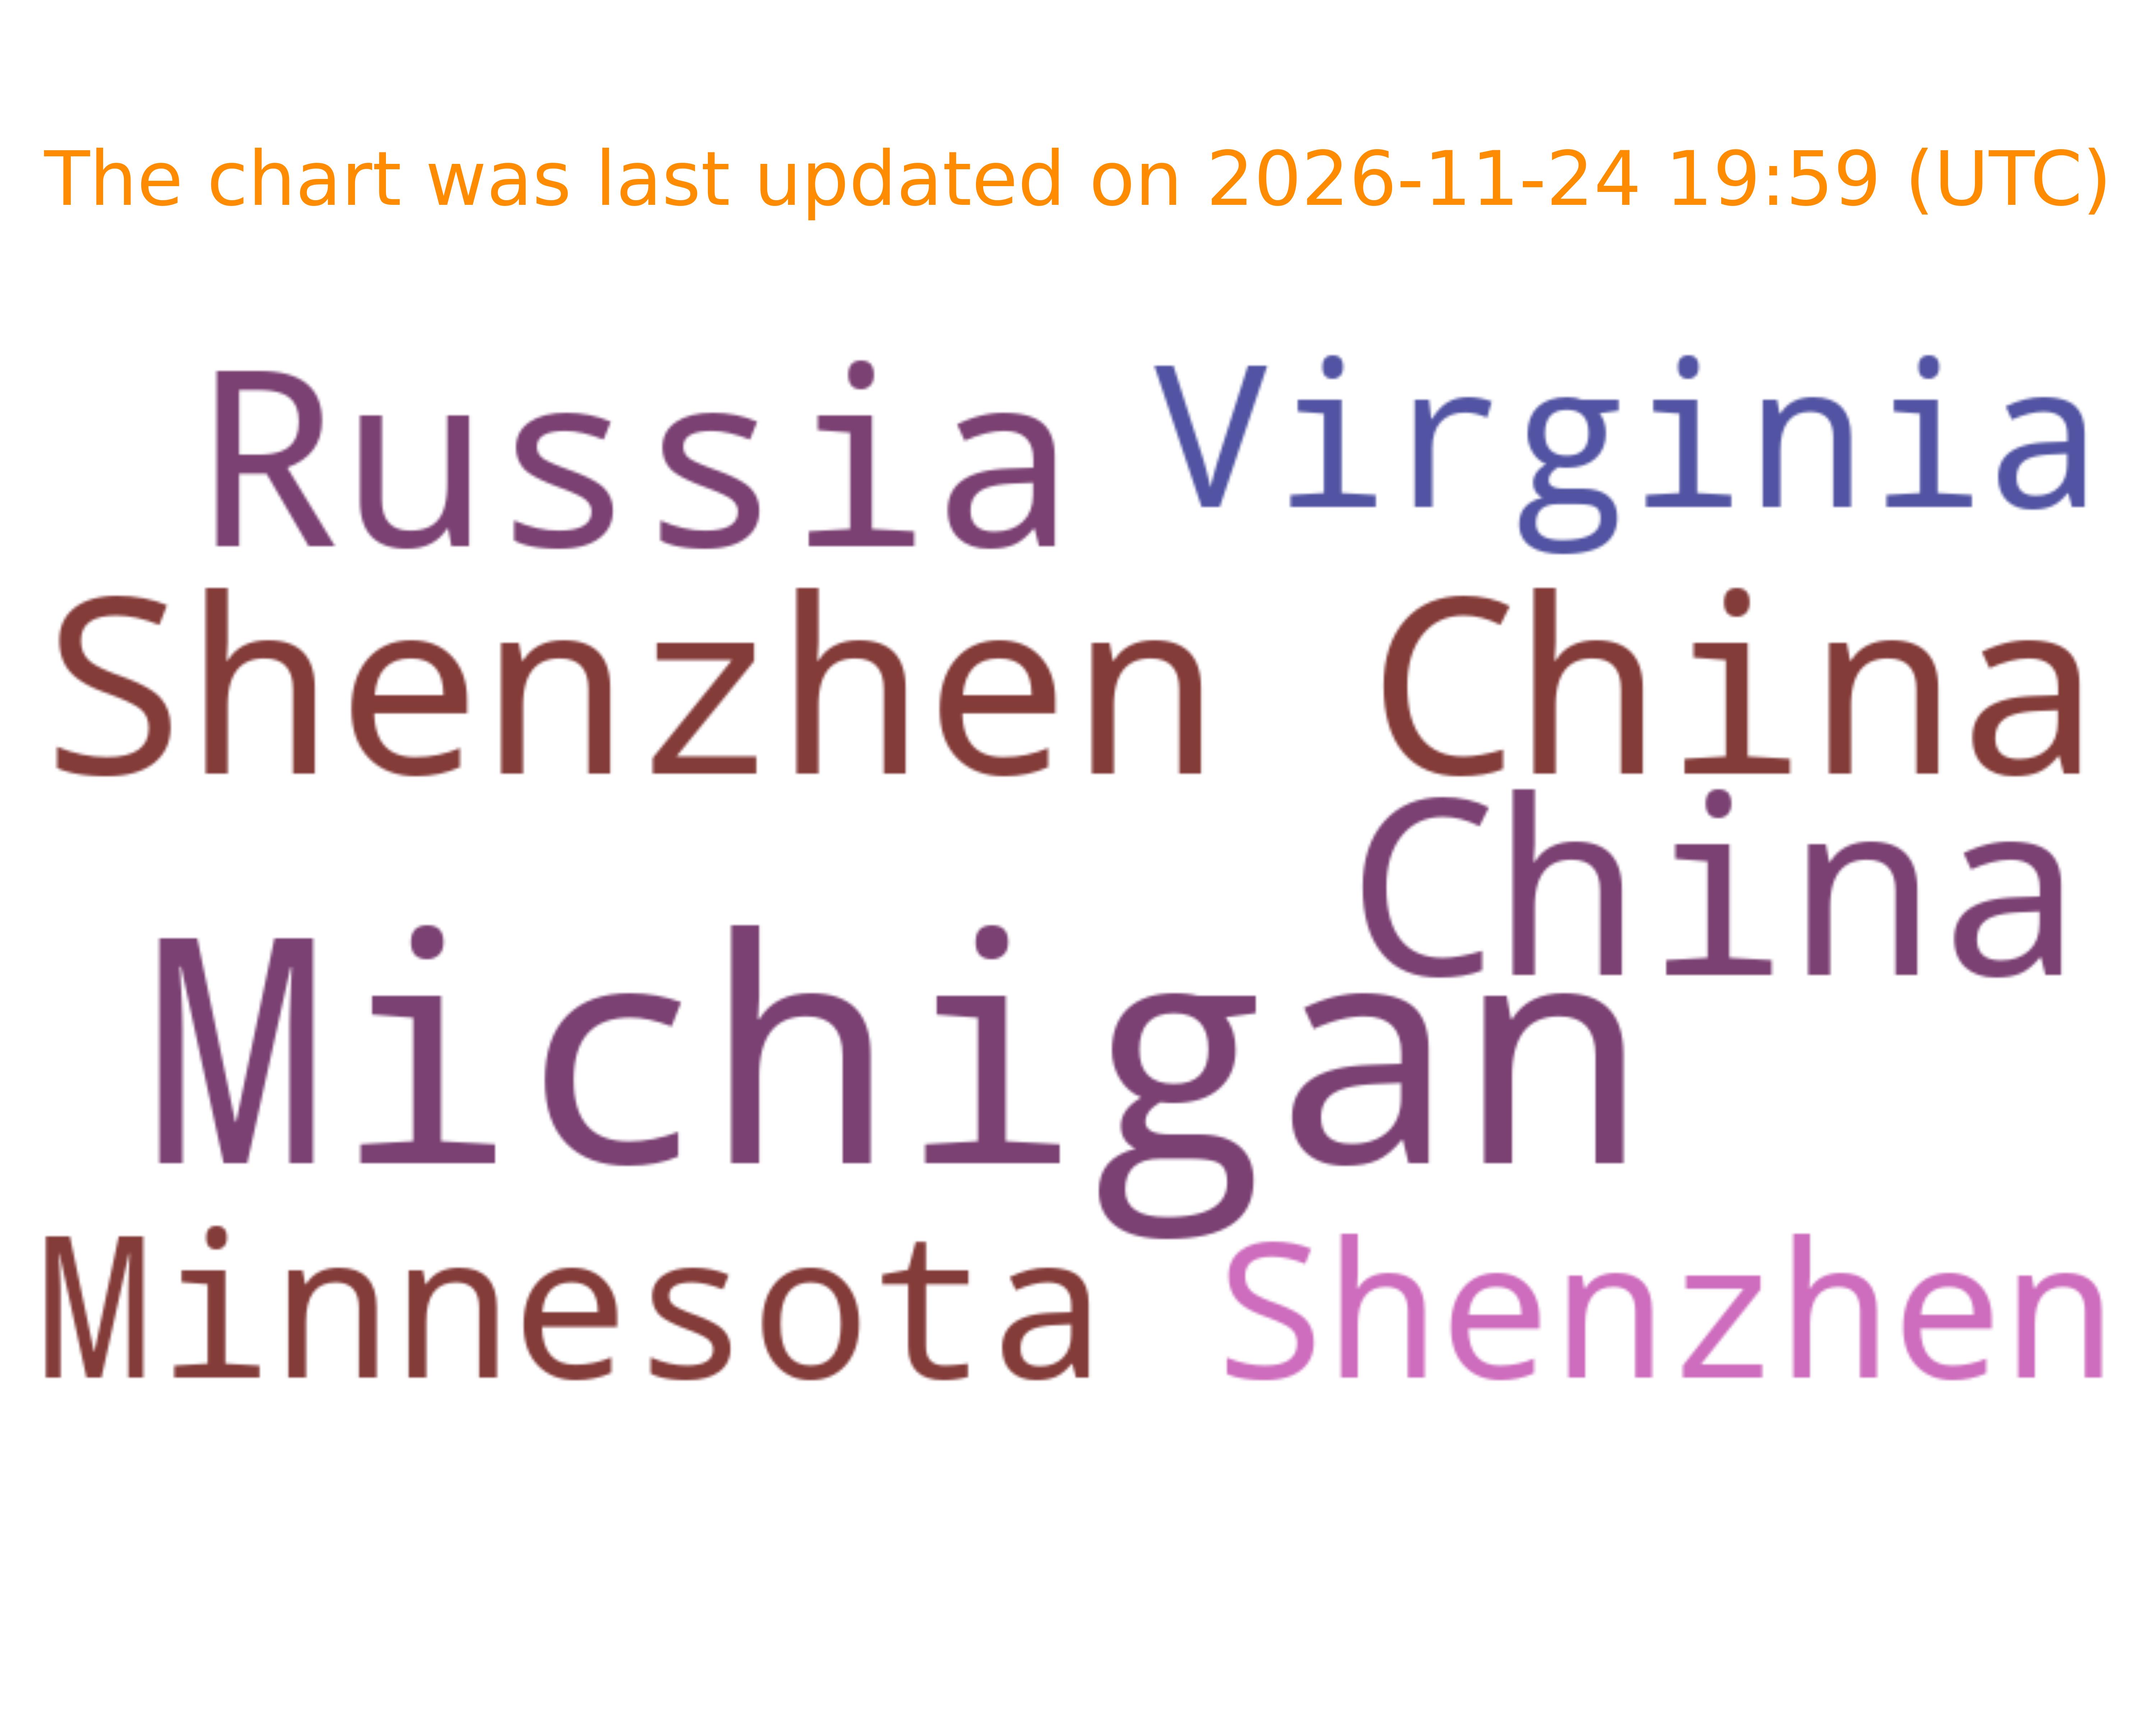 The chart was last updated on 2026-11-24 19:59 (UTC)
Russia Virginia
Shenzhen China
China
Michigan
Minnesota Shenzhen